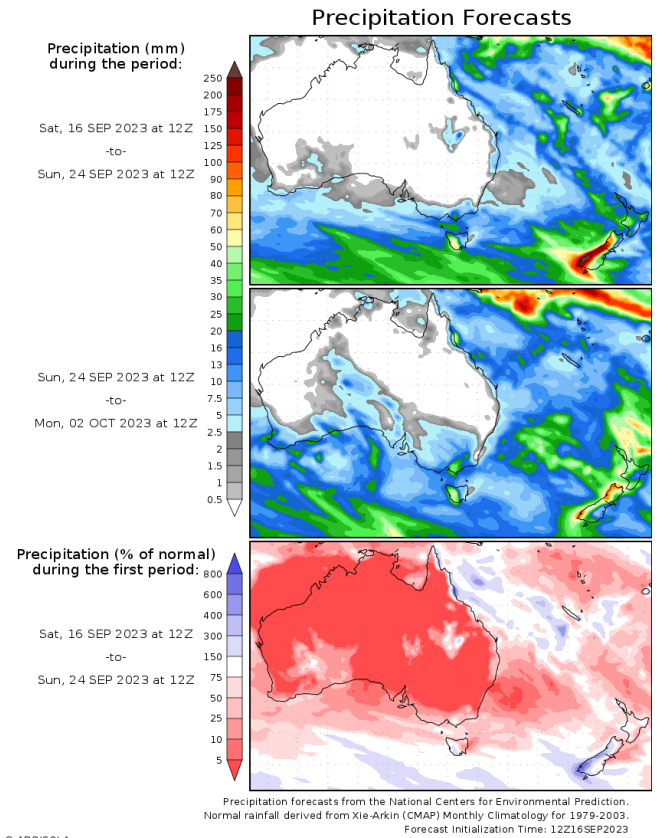 Precipitation Forecasts
Precipitation (mm)
during the period:
Sat, 16 SEP 2023 at 12Z
-to-
Sun, 24 SEP 2023 at 12Z
250
200
175
150
125
100
90
80
70
60
50
40
35
30
25
20
16
13
10
7.5
5
2.5
2
1.5
1
0.5
Sun, 24 SEP 2023 at 12Z
-to-
Mon, 02 OCT 2023 at 12Z
Precipitation (% of normal)
during the first period:
Sat, 16 SEP 2023 at 12Z
-to-
Sun, 24 SEP 2023 at 12Z
800
600
400
300
150
75
50
25
10
5
Precipitation forecasts from the National Centers for Environmental Prediction.
Normal rainfall derived from Xie-Arkin (CMAP) Monthly Climatology for 1979-2003.
Forecast Initialization Time: 12Z16SEP2023